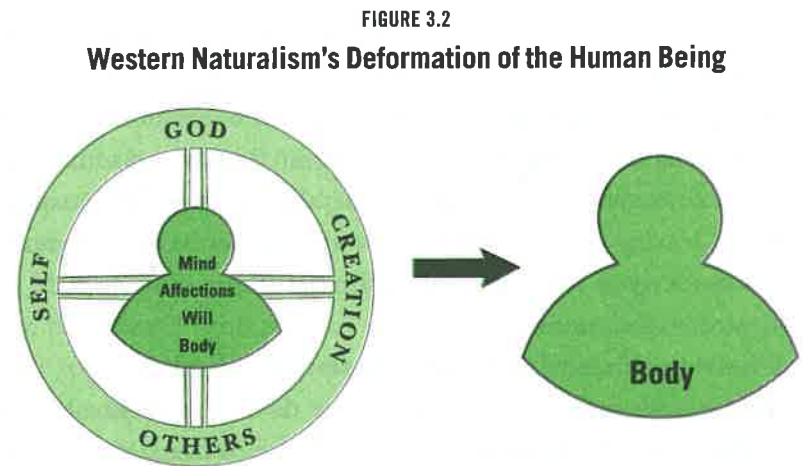 FIGURE 3.2
Western Naturalism's Deformation of the Human Being
GOD
SELF
CREATION
OTHERS
Mind
Affections
Will
Body
Body